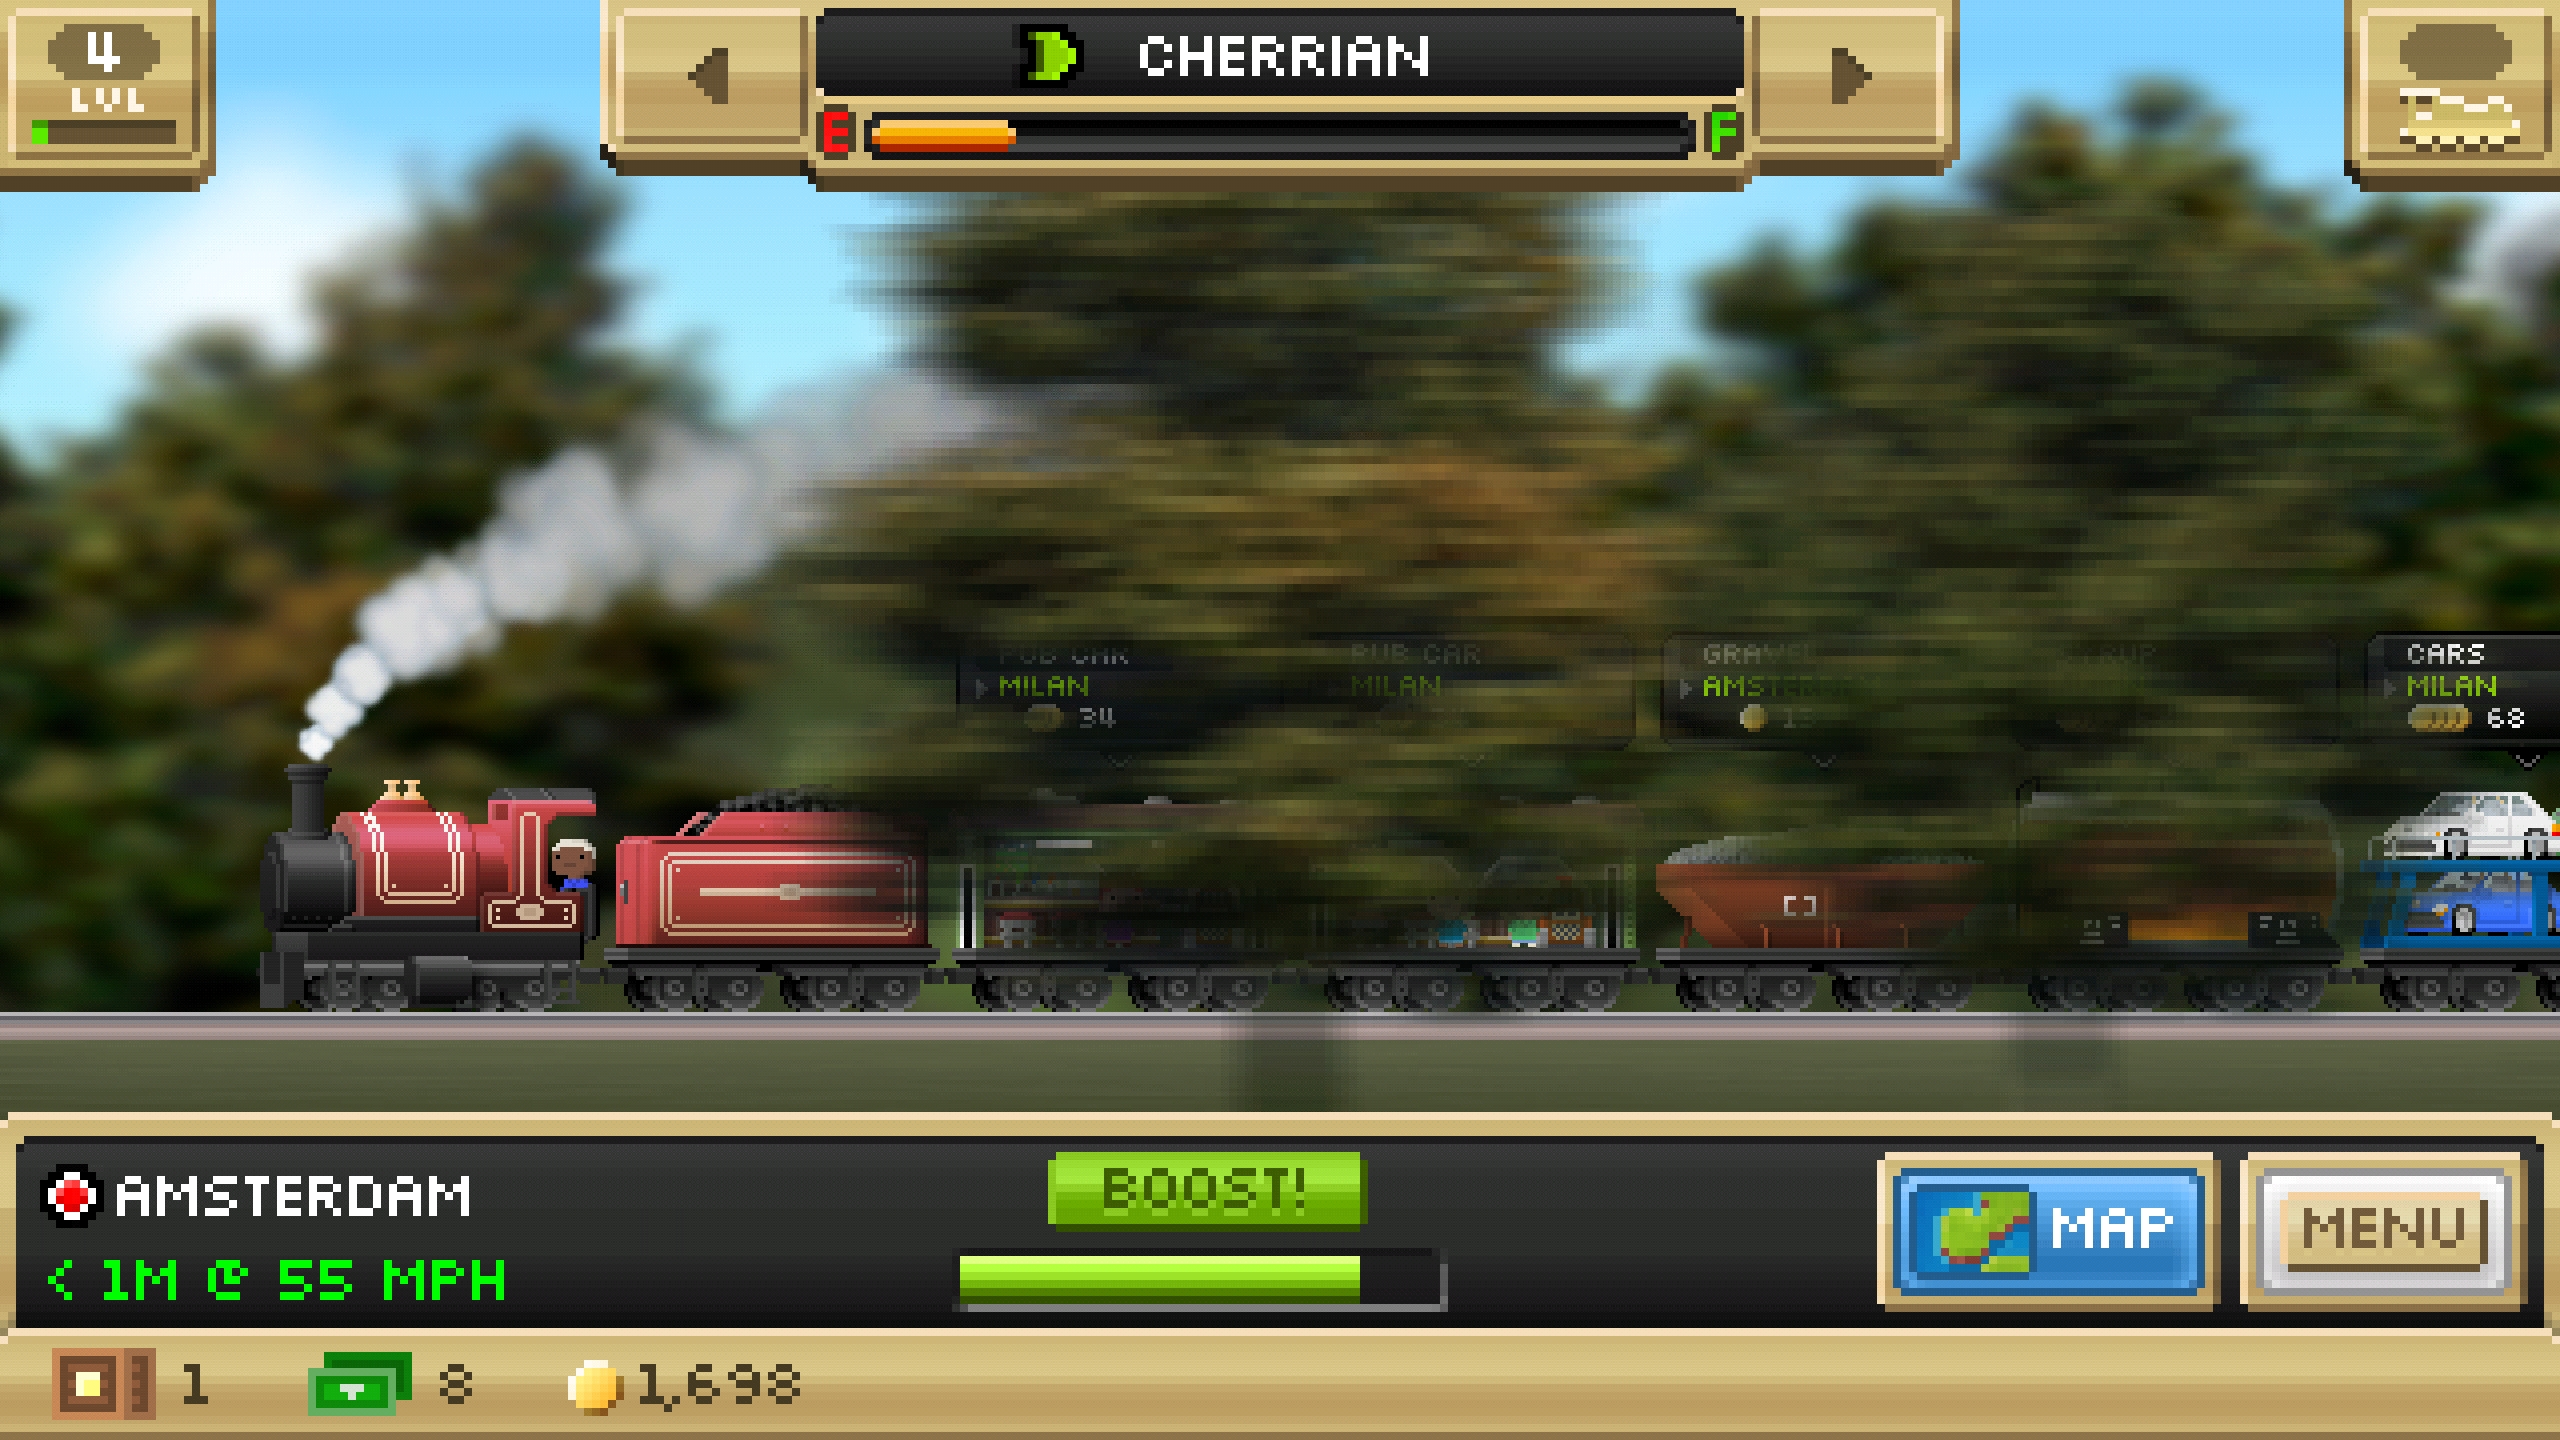 4
LVL
CHERRIAN
E
F
PUB CAR
MILAN
34
PUB CAR
MILAN
CARS
MILAN
68
AMSTERDAM
< 1M @ 55 MPH
BOOST!
MAP
MENU
1
8
1,698